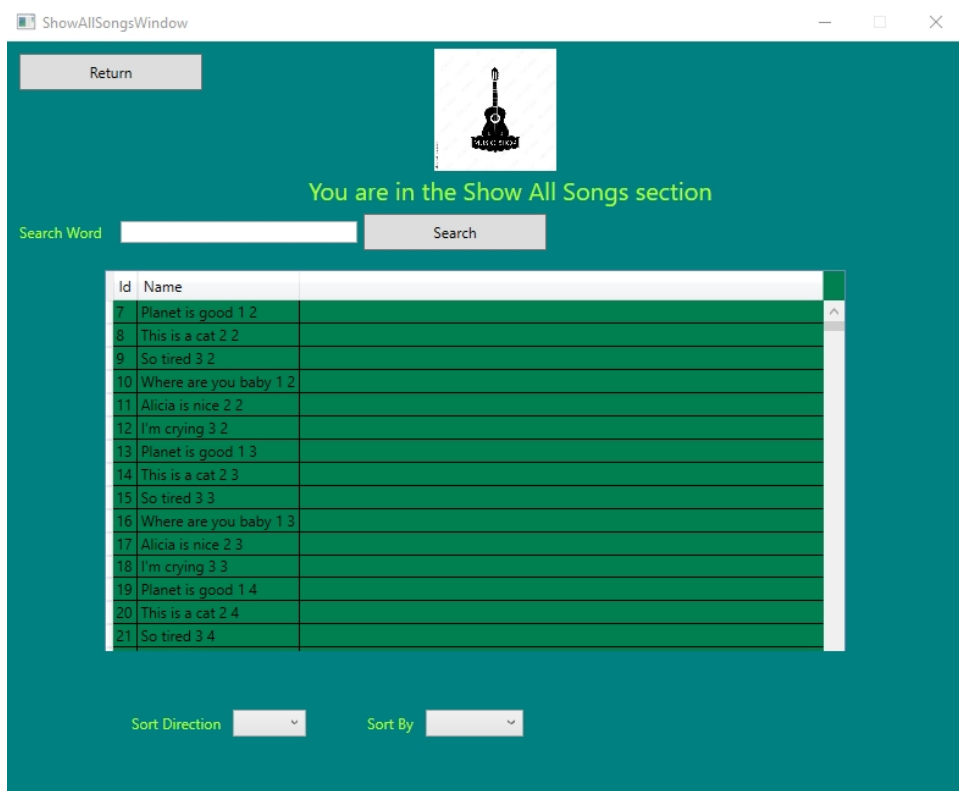 ShowAllSongsWindow
Return
MUSIC SHOP
You are in the Show All Songs section
Search Word
Search
Id Name
7 Planet is good 1 2
8 This is a cat 2 2
9 So tired 3 2
10 Where are you baby 1 2
11 Alicia is nice 2 2
12 I'm crying 3 2
13 Planet is good 1 3
14 This is a cat 2 3
15 So tired 3 3
16 Where are you baby 1 3
17 Alicia is nice 2 3
18 I'm crying 3 3
19 Planet is good 1 4
20 This is a cat 2 4
21 So tired 3 4
Sort Direction Sort By